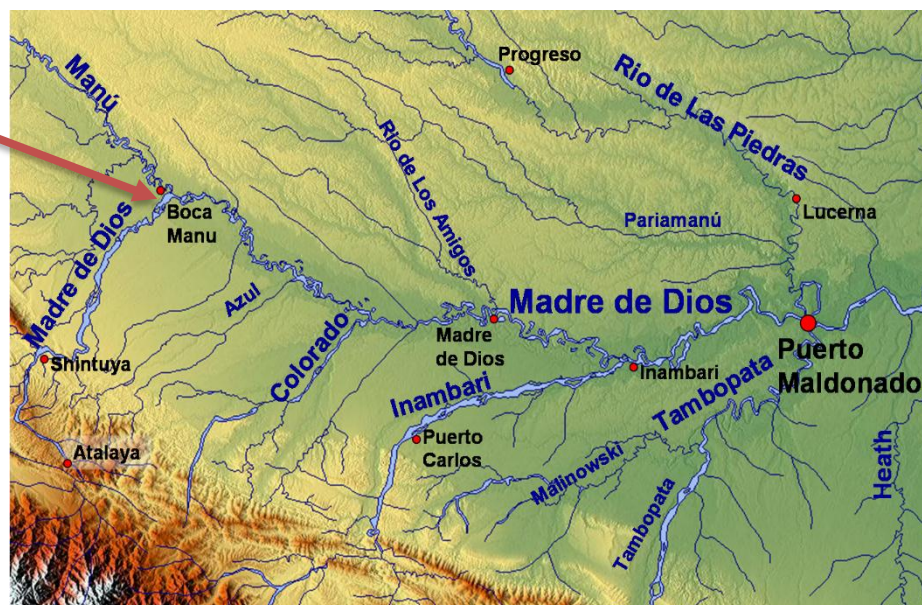 Progreso
Manú
Rio de Las Piedras
Rio de Los Amigos
Boca
Manu
Lucerna
Pariamanú
Madre de Dios
Azul
Madre de Dios
Colorado
Madre
de Dios
Shintuya
Inambari
Inambari
Puerto
Maldonado
Tambopata
Puerto
Carlos
Atalaya
Malinowski
Heath
Tambopata